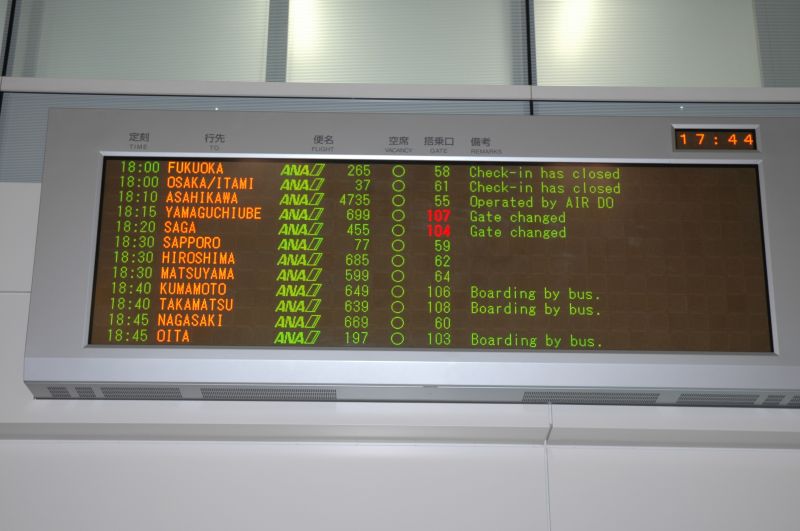 17:44
定刻 行先 便名 空席 搭乗口 備考
TIME TO FLIGHT VACANCY GATE REMARKS
18:00 FUKUOKA ANA 265 ○ 58 Check-in has closed
18:00 OSAKA/ITAMI ANA 37 ○ 61 Check-in has closed
18:10 ASAHIKAWA ANA 4735 ○ 55 Operated by AIR DO
18:15 YAMAGUCHIUBE ANA 699 ○ 107 Gate changed
18:20 SAGA ANA 455 ○ 104 Gate changed
18:30 SAPPORO ANA 77 ○ 59
18:30 HIROSHIMA ANA 685 ○ 62
18:30 MATSUYAMA ANA 599 ○ 64
18:40 KUMAMOTO ANA 649 ○ 106 Boarding by bus.
18:40 TAKAMATSU ANA 639 ○ 108 Boarding by bus.
18:45 NAGASAKI ANA 669 ○ 60
18:45 OITA ANA 197 ○ 103 Boarding by bus.